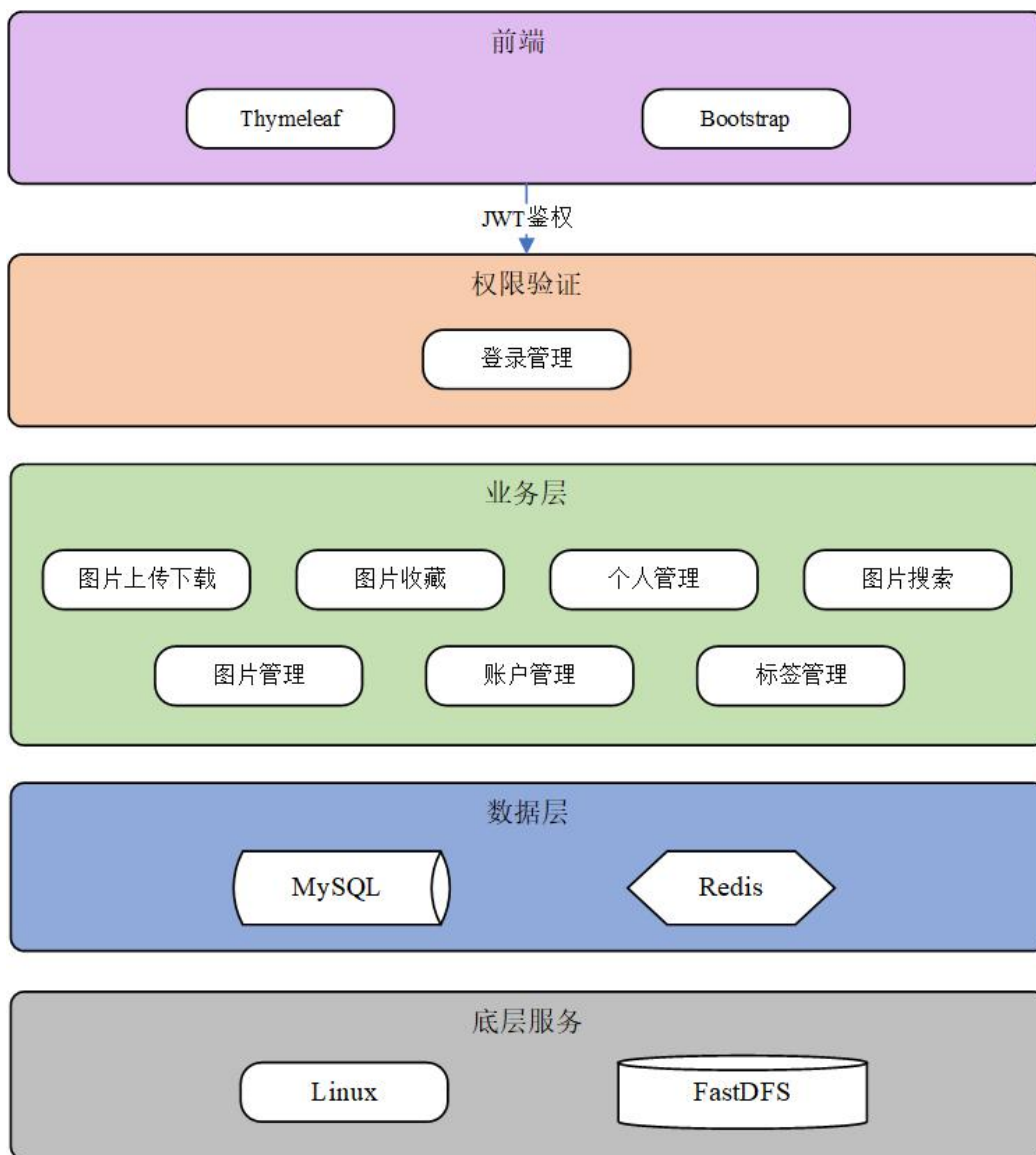 前端
Thymeleaf
Bootstrap
JWT鉴权
权限验证
登录管理
业务层
图片上传下载
图片收藏
个人管理
图片搜索
图片管理
账户管理
标签管理
数据层
MySQL
Redis
底层服务
Linux
FastDFS